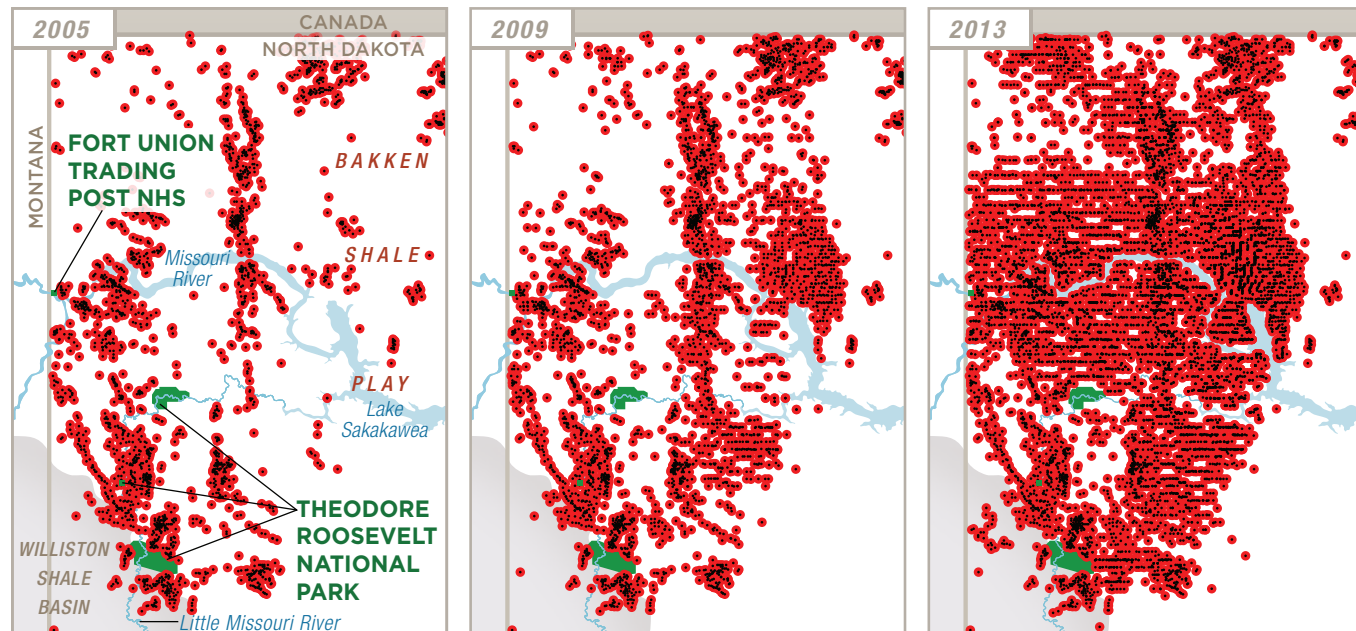 2005
CANADA
NORTH DAKOTA
MONTANA
FORT UNION
TRADING
POST NHS
BAKKEN
SHALE
PLAY
Missouri
River
Lake
Sakakawea
THEODORE
ROOSEVELT
NATIONAL
PARK
WILLISTON
SHALE
BASIN
Little Missouri River
2009
2013